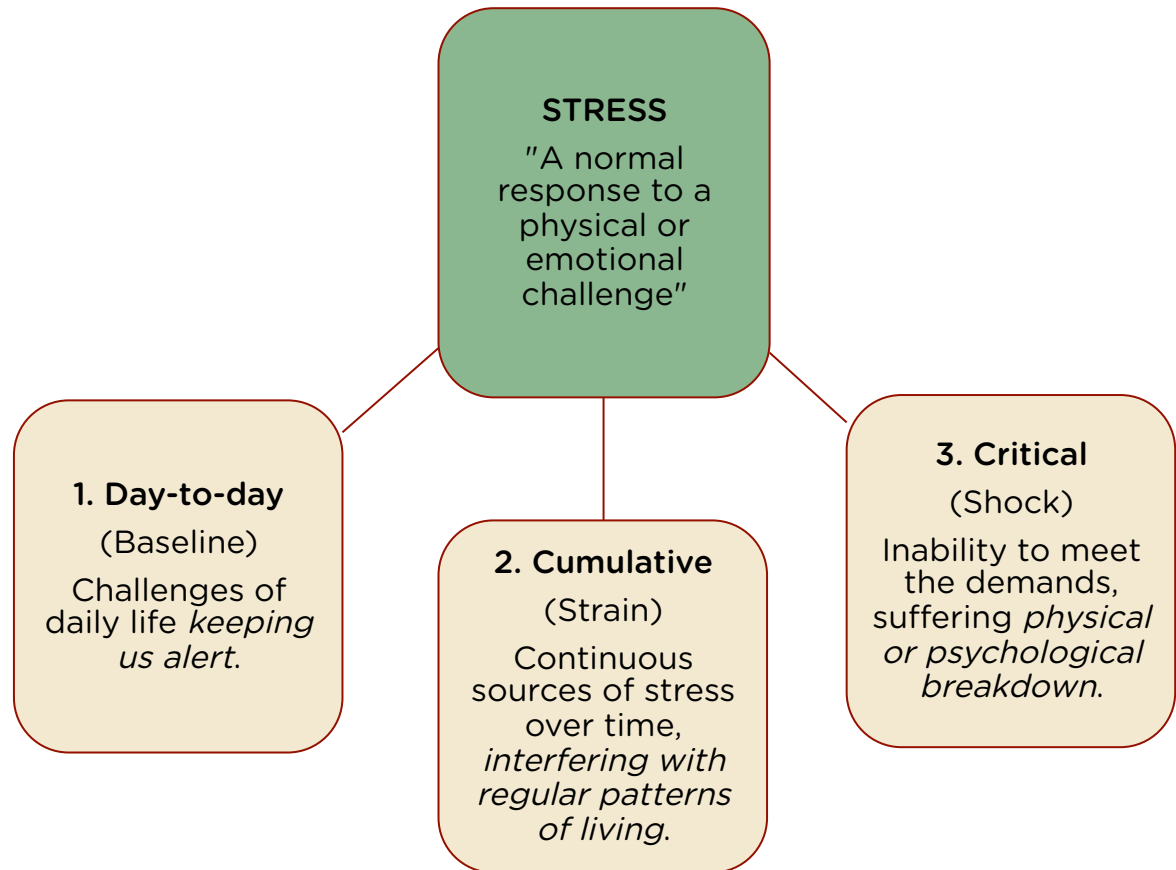 STRESS
"A normal
response to a
physical or
emotional
challenge"
1. Day-to-day
(Baseline)
Challenges of
daily life keeping
us alert.
2. Cumulative
(Strain)
Continuous
sources of stress
over time,
interfering with
regular patterns
of living.
3. Critical
(Shock)
Inability to meet
the demands,
suffering physical
or psychological
breakdown.